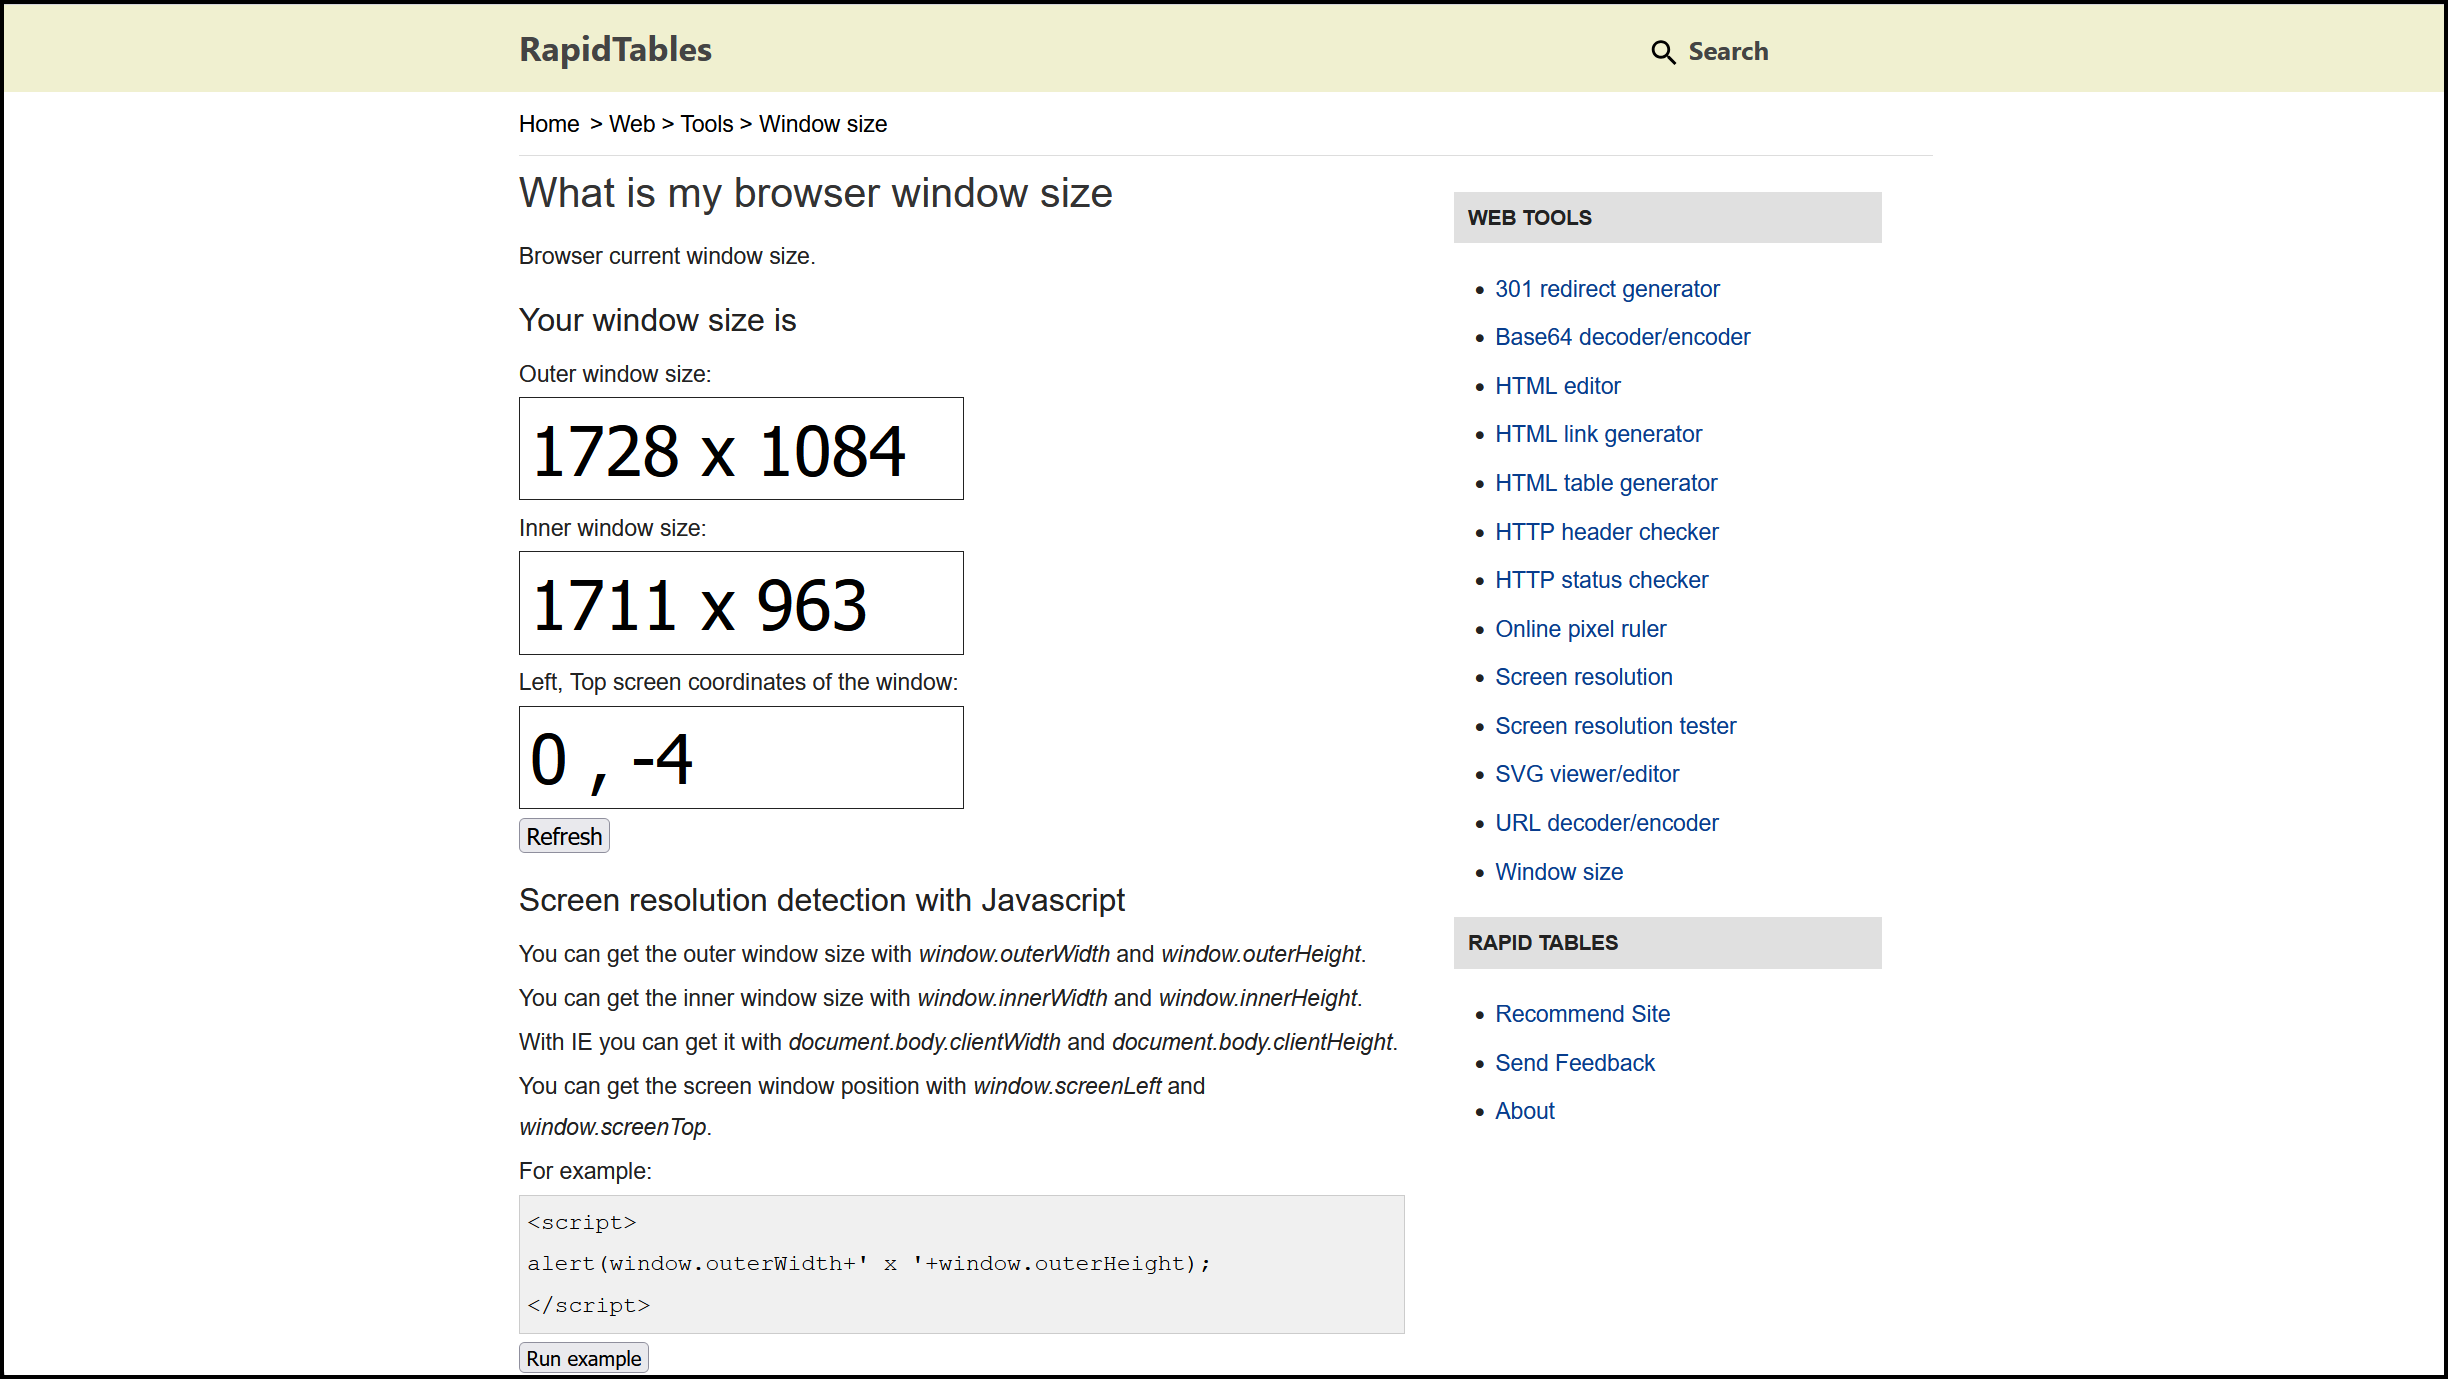 RapidTables
Search
Home > Web > Tools > Window size
What is my browser window size
Browser current window size.
Your window size is
Outer window size:
1728 x 1084
Inner window size:
1711 x 963
Left, Top screen coordinates of the window:
0 , -4
Refresh
Screen resolution detection with Javascript
You can get the outer window size with window.outerWidth and window.outerHeight.
You can get the inner window size with window.innerWidth and window.innerHeight.
With IE you can get it with document.body.clientWidth and document.body.clientHeight.
You can get the screen window position with window.screenLeft and
window.screenTop.
For example:
<script>
alert(window.outerWidth+' x '+window.outerHeight);
</script>
Run example
WEB TOOLS
301 redirect generator
Base64 decoder/encoder
HTML editor
HTML link generator
HTML table generator
HTTP header checker
HTTP status checker
Online pixel ruler
Screen resolution
Screen resolution tester
SVG viewer/editor
URL decoder/encoder
Window size
RAPID TABLES
Recommend Site
Send Feedback
About